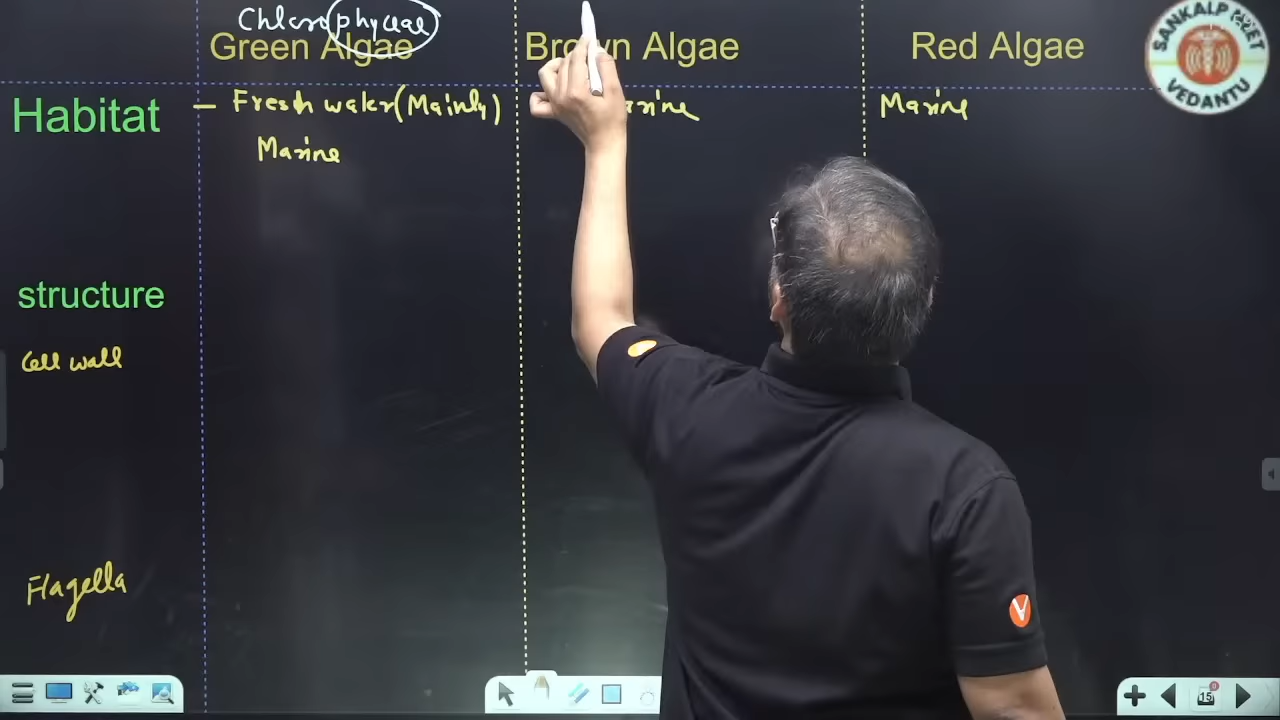 Chlorophyceae
Green Algae
Brown Algae
Red Algae
SANKALP NEET
VEDANTU
Habitat
– Fresh water (Mainly)
Marine
Marine
structure
Cell wall
Flagella
15